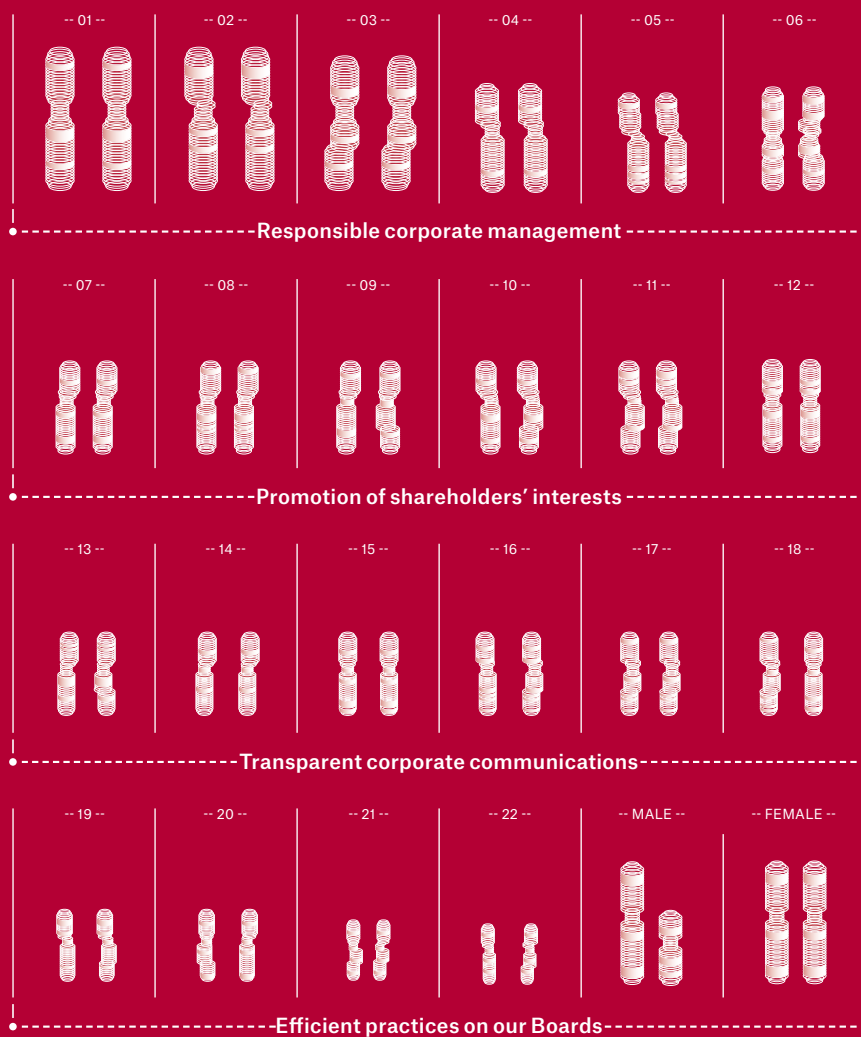 -- 01 -- -- 02 -- -- 03 -- -- 04 -- -- 05 -- -- 06 --
Responsible corporate management
-- 07 -- -- 08 -- -- 09 -- -- 10 -- -- 11 -- -- 12 --
Promotion of shareholders’ interests
-- 13 -- -- 14 -- -- 15 -- -- 16 -- -- 17 -- -- 18 --
Transparent corporate communications
-- 19 -- -- 20 -- -- 21 -- -- 22 -- -- MALE -- -- FEMALE --
Efficient practices on our Boards